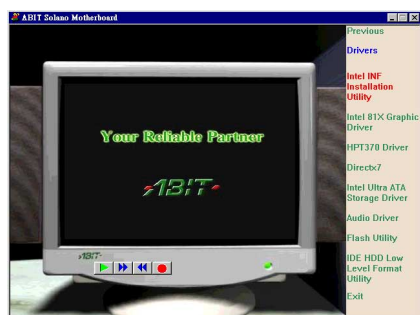 ABIT Solano Motherboard
Your Reliable Partner
ABIT
ABIT
Previous
Drivers
Intel INF
Installation
Utility
Intel 81X Graphic
Driver
HPT370 Driver
Directx7
Intel Ultra ATA
Storage Driver
Audio Driver
Flash Utility
IDE HDD Low
Level Format
Utility
Exit